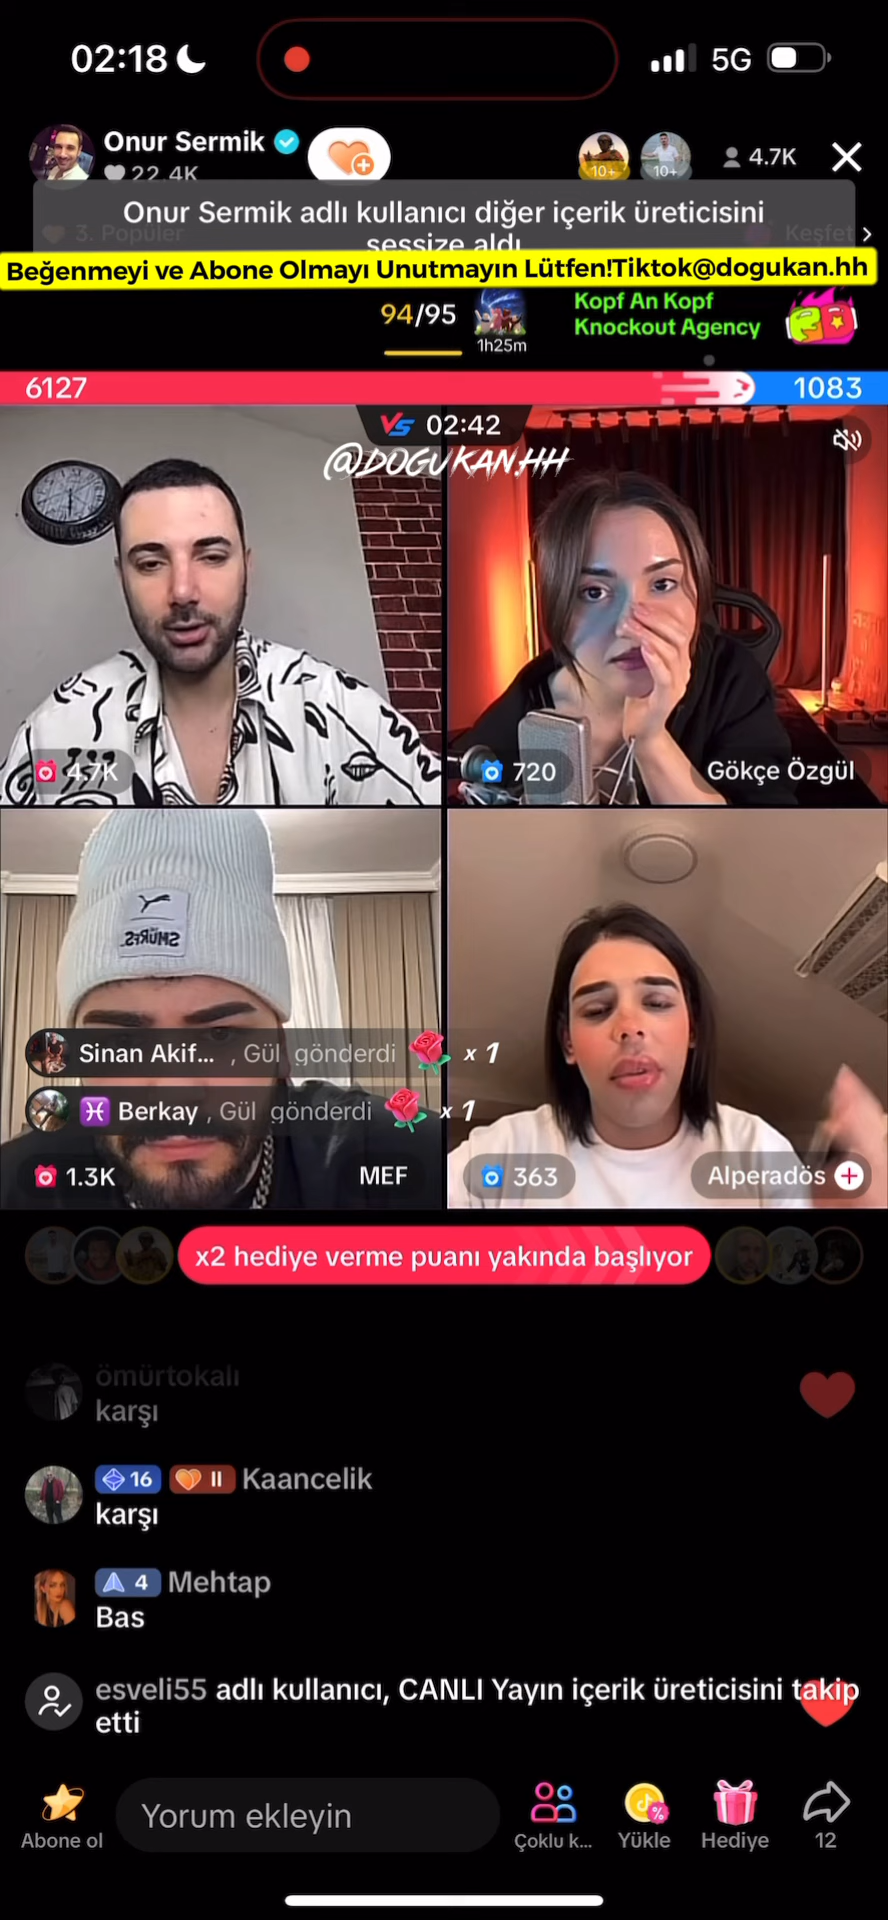 02:18
5G
Onur Sermik
22.4K
10+
10+
4.7K
Onur Sermik adlı kullanıcı diğer içerik üreticisini
sessize aldı
3. Popüler
Keşfet
Beğenmeyi ve Abone Olmayı Unutmayın Lütfen!Tiktok@dogukan.hh
94/95
1h25m
Kopf An Kopf
Knockout Agency
6127
1083
VS 02:42
@DOGUKAN.HH
4.7K
720
Gökçe Özgül
SMURFS.
Sinan Akif... , Gül gönderdi x 1
Berkay , Gül gönderdi x 1
1.3K
MEF
363
Alperadös
x2 hediye verme puanı yakında başlıyor
ömürtokalı
karşı
16 II Kaancelik
karşı
4 Mehtap
Bas
esveli55 adlı kullanıcı, CANLI Yayın içerik üreticisini takip
etti
Abone ol
Yorum ekleyin
Çoklu k...
Yükle
Hediye
12